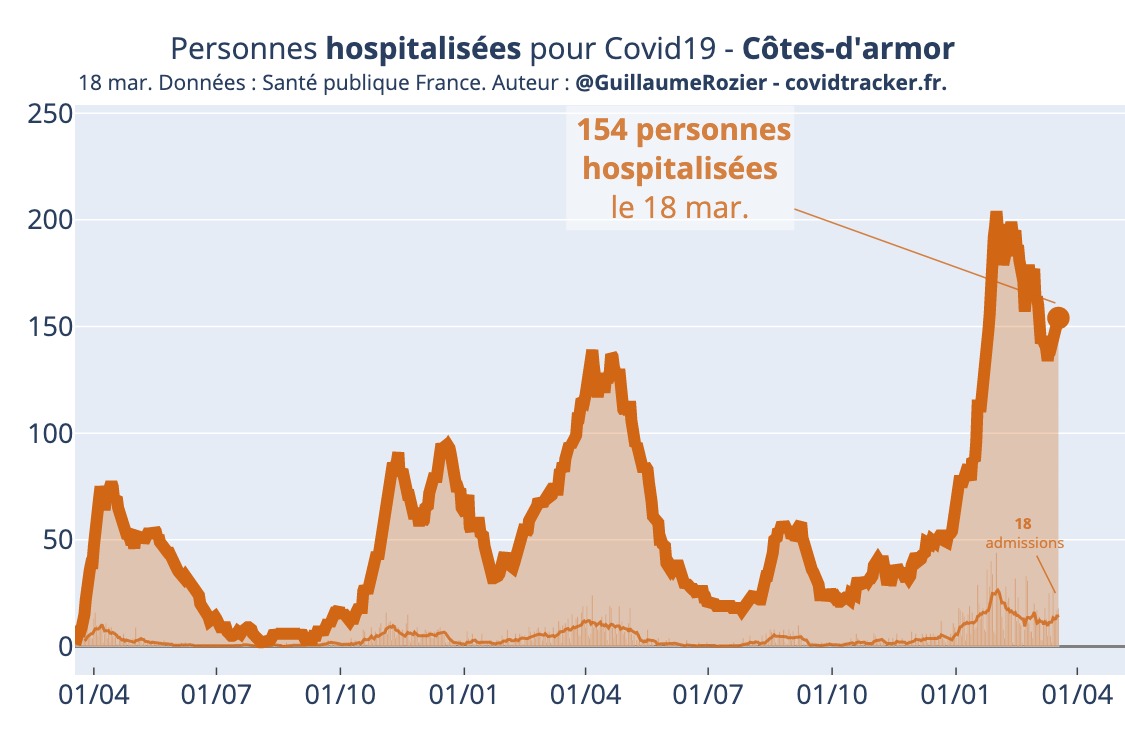 Personnes hospitalisées pour Covid19 - Côtes-d'armor
18 mar. Données : Santé publique France. Auteur : @GuillaumeRozier - covidtracker.fr.
250
154 personnes
hospitalisées
le 18 mar.
200
150
100
50
18
admissions
0
01/04 01/07 01/10 01/01 01/04 01/07 01/10 01/01 01/04